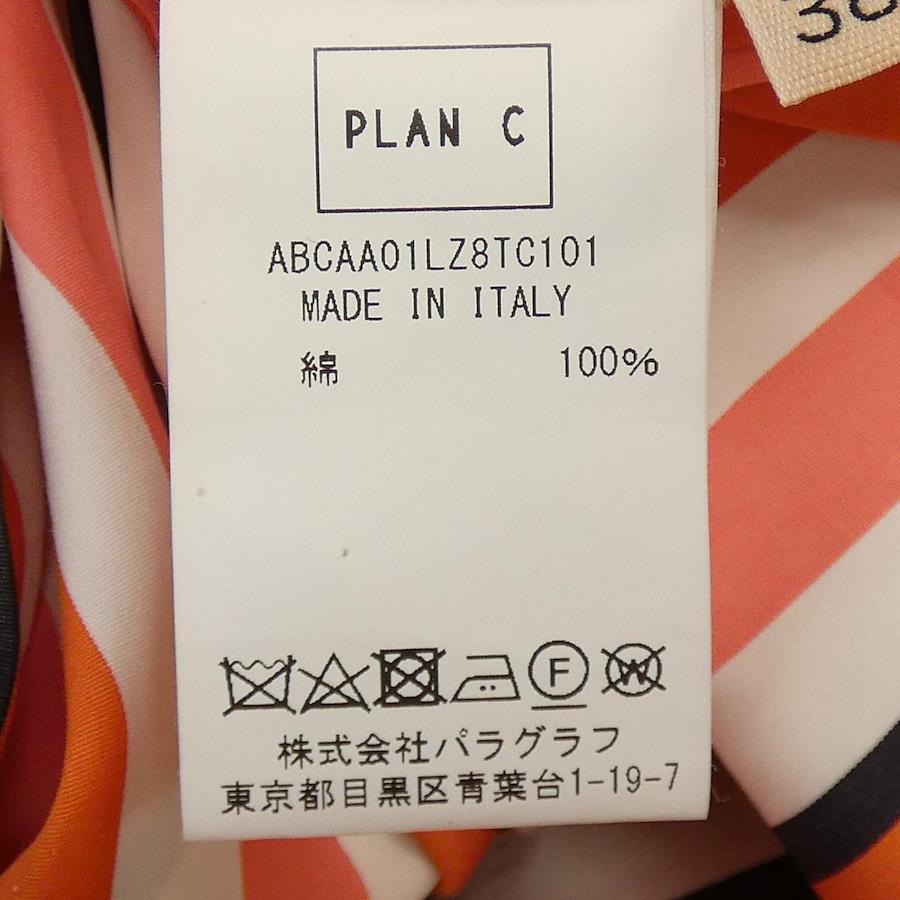 PLAN C
ABCAA01LZ8TC101
MADE IN ITALY
綿 100%
F W
株式会社パラグラフ
東京都目黒区青葉台1-19-7